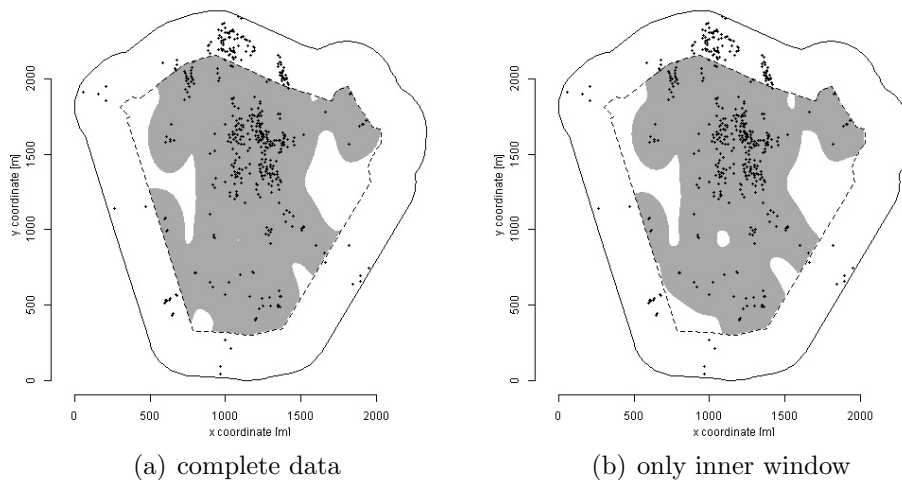 y coordinate [m]
2000
1500
1000
500
0
0 500 1000 1500 2000
x coordinate [m]
(a) complete data
y coordinate [m]
2000
1500
1000
500
0
0 500 1000 1500 2000
x coordinate [m]
(b) only inner window